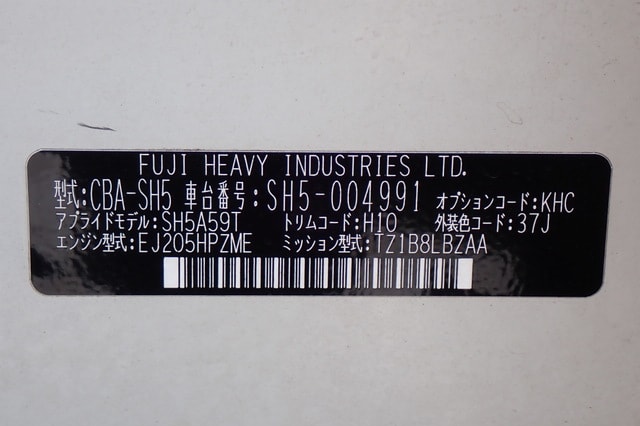 FUJI HEAVY INDUSTRIES LTD.
型式:CBA-SH5 車台番号:SH5-004991 オプションコード:KHC
アプライドモデル:SH5A59T トリムコード:H10 外装色コード:37J
エンジン型式:EJ205HPZME ミッション型式:TZ1B8LBZAA